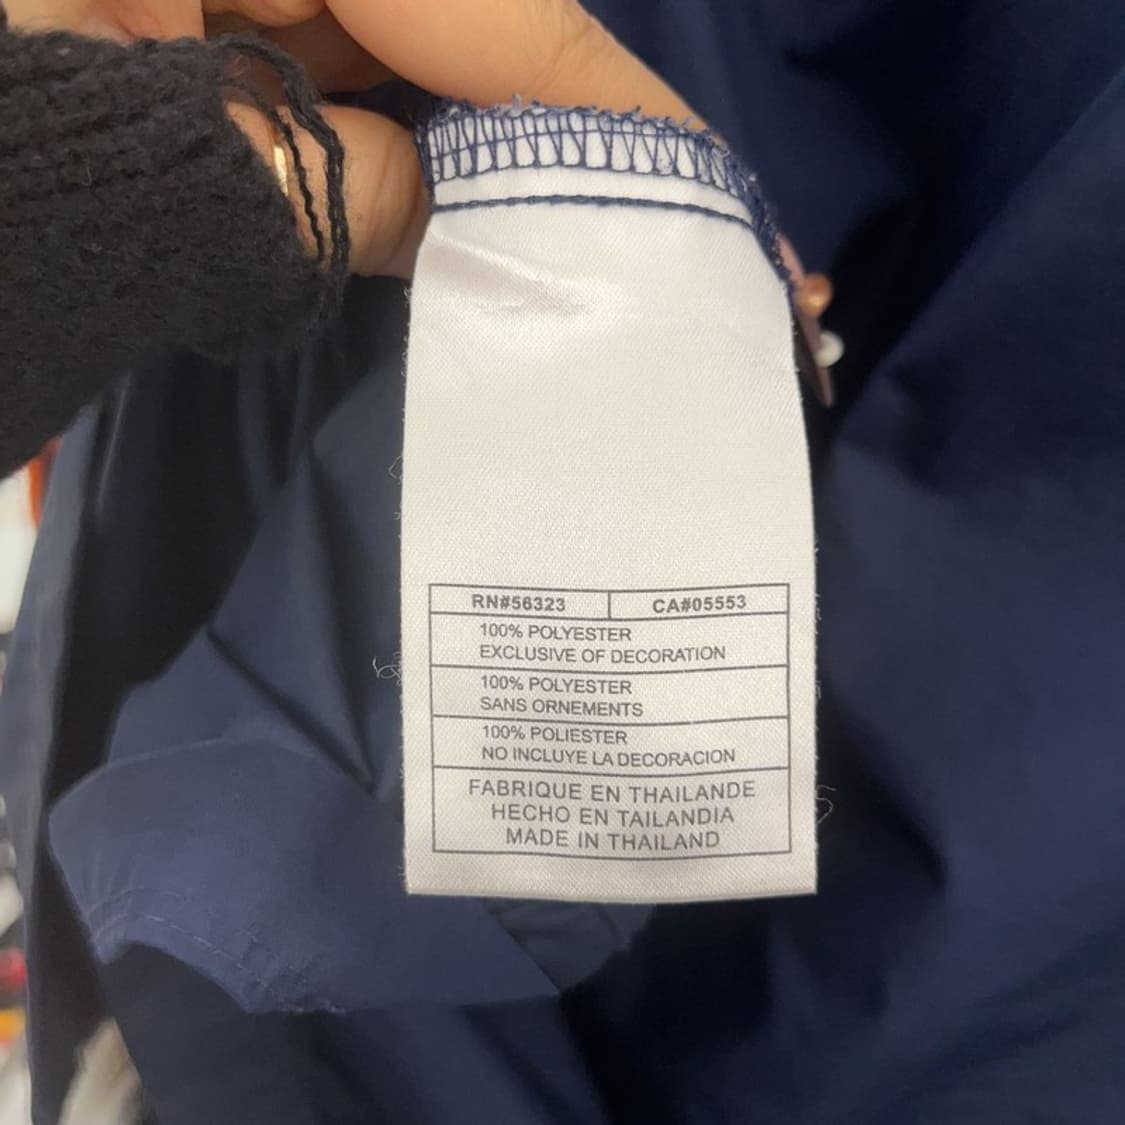 RN#56323 CA#05553
100% POLYESTER
EXCLUSIVE OF DECORATION
100% POLYESTER
SANS ORNEMENTS
100% POLIESTER
NO INCLUYE LA DECORACION
FABRIQUE EN THAILANDE
HECHO EN TAILANDIA
MADE IN THAILAND